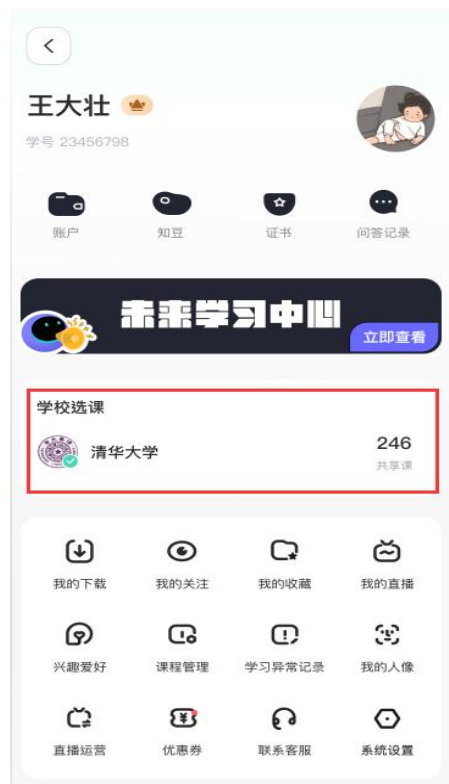 王大壮
学号 23456798
账户 知豆 证书 问答记录
未来学习中心
立即查看
学校选课
清华大学 246
共享课
我的下载 我的关注 我的收藏 我的直播
兴趣爱好 课程管理 学习异常记录 我的人像
直播运营 优惠券 联系客服 系统设置